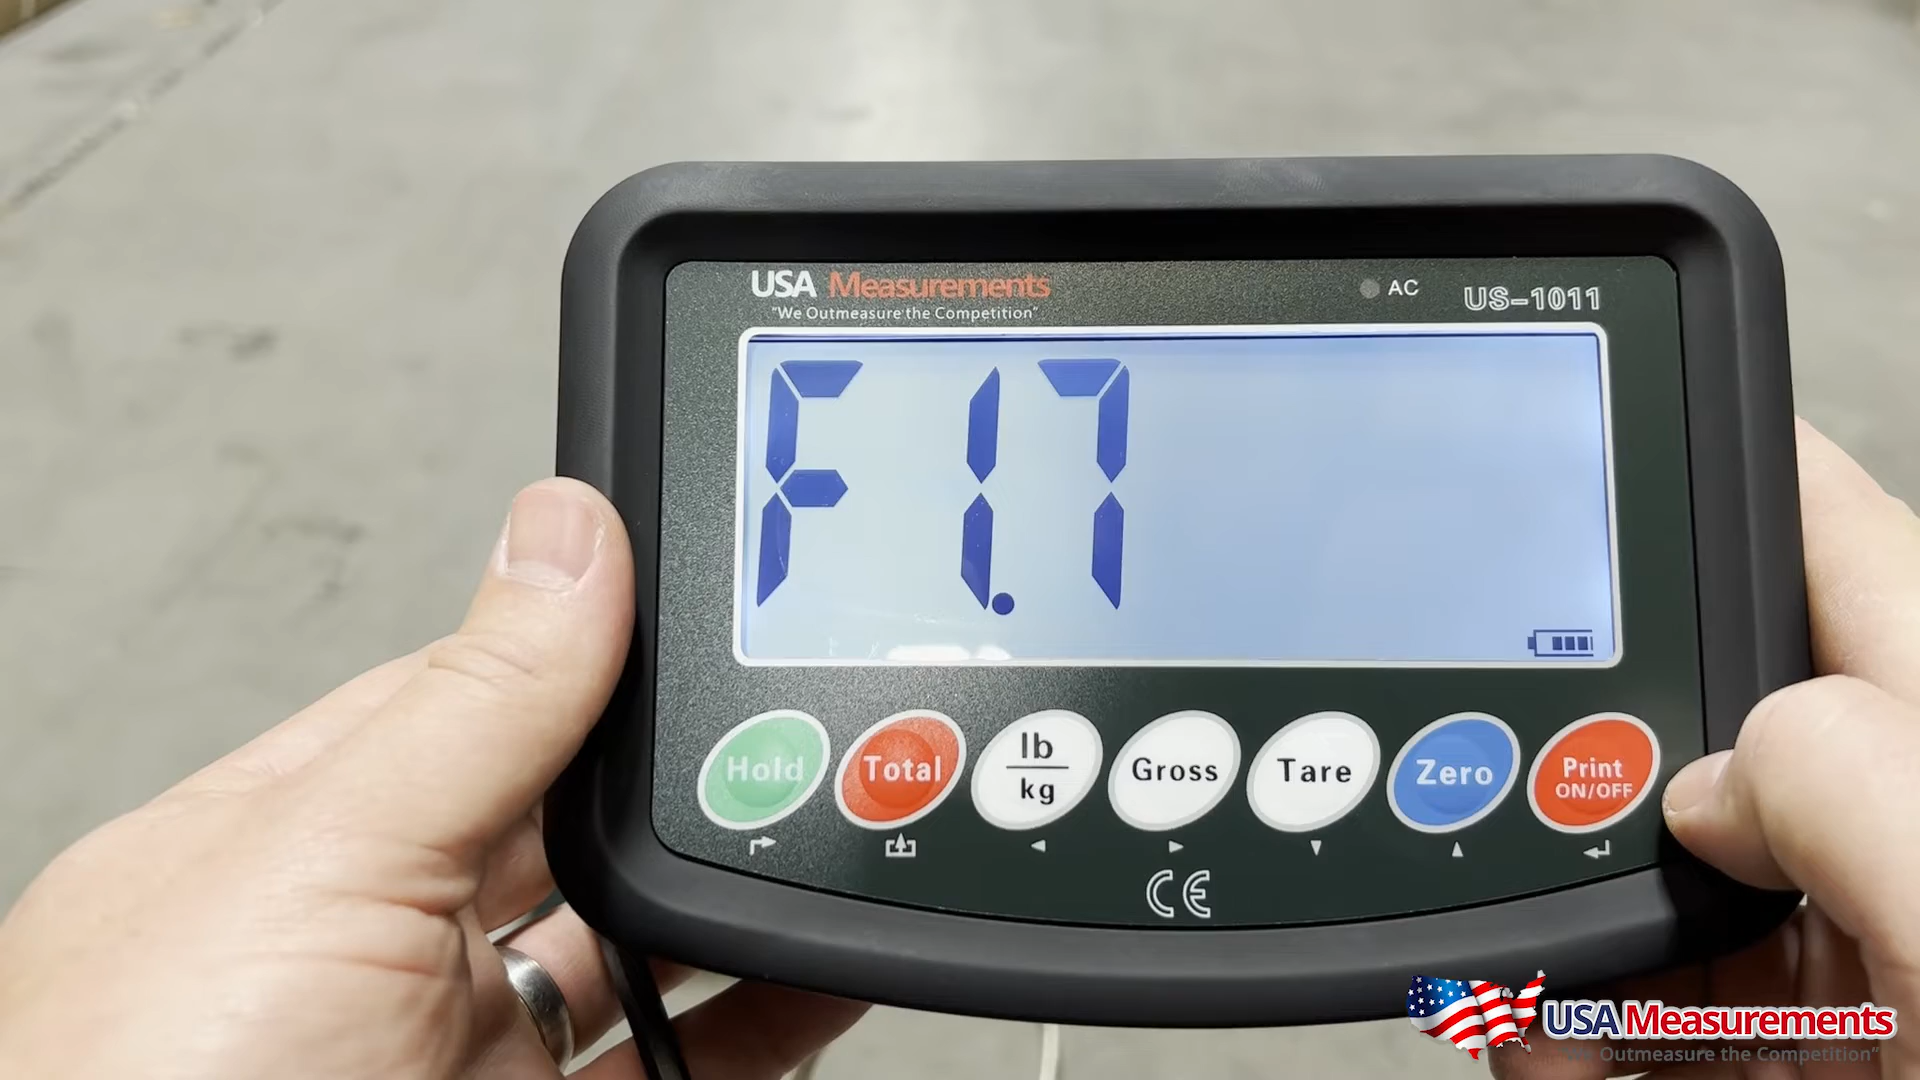 USA Measurements
"We Outmeasure the Competition"
AC
US-1011
F1.7
Hold
Total
lb
kg
Gross
Tare
Zero
Print
ON/OFF
CE
USA Measurements
"We Outmeasure the Competition"